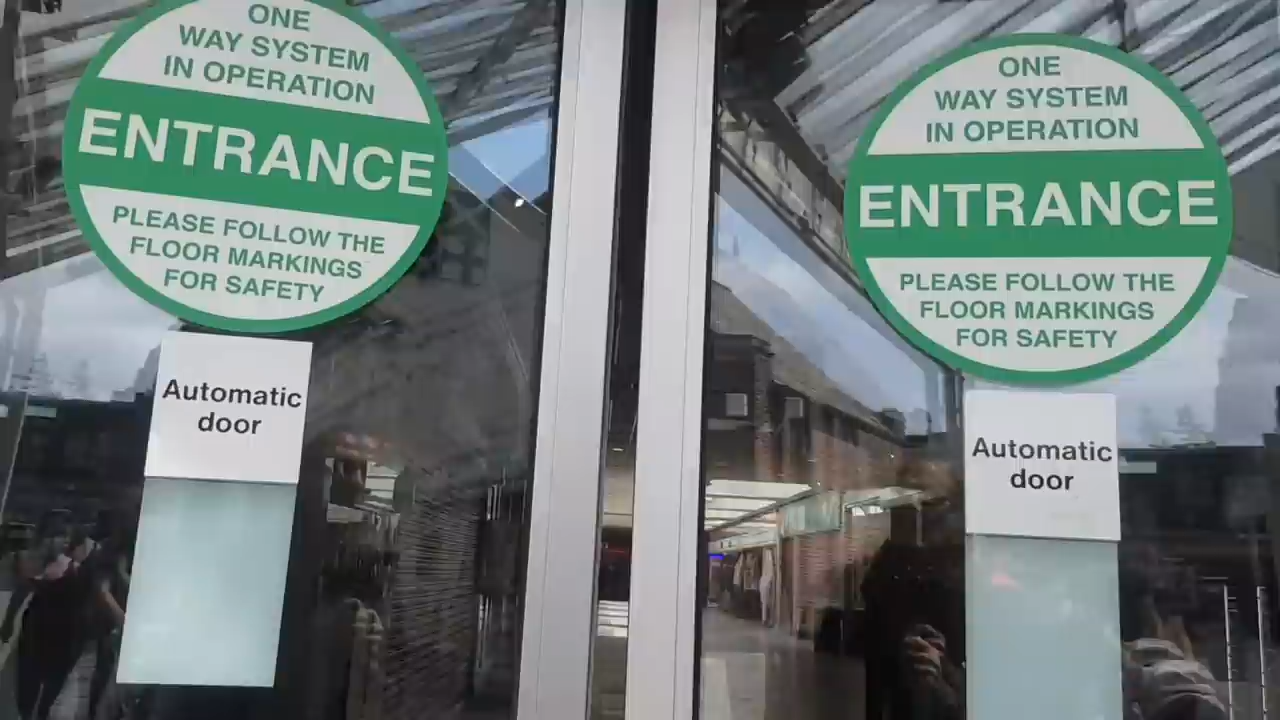 ONE
WAY SYSTEM
IN OPERATION
ENTRANCE
PLEASE FOLLOW THE
FLOOR MARKINGS
FOR SAFETY
Automatic
door
ONE
WAY SYSTEM
IN OPERATION
ENTRANCE
PLEASE FOLLOW THE
FLOOR MARKINGS
FOR SAFETY
Automatic
door